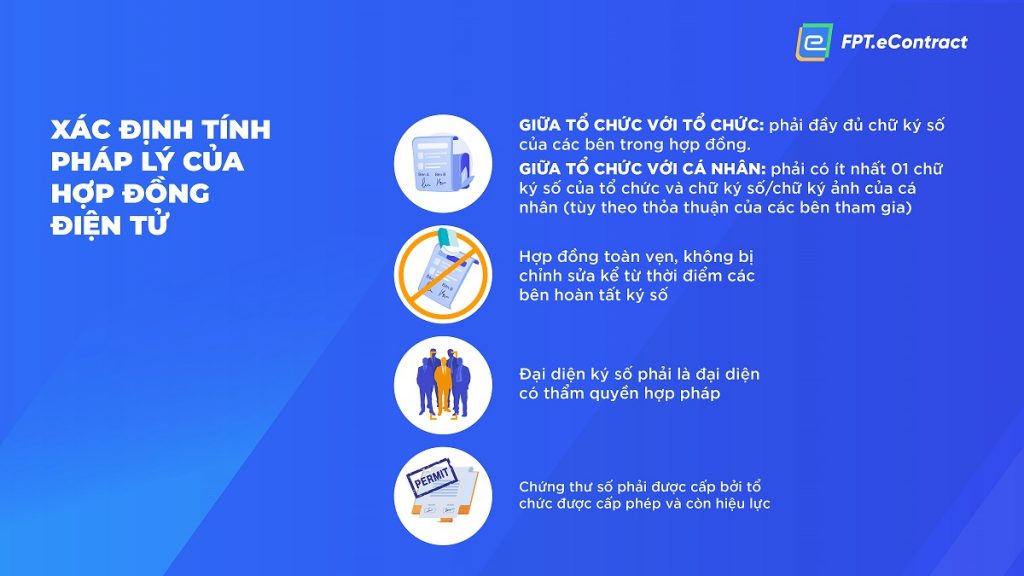 FPT.eContract
XÁC ĐỊNH TÍNH
PHÁP LÝ CỦA
HỢP ĐỒNG
ĐIỆN TỬ
GIỮA TỔ CHỨC VỚI TỔ CHỨC: phải đầy đủ chữ ký số
của các bên trong hợp đồng.
GIỮA TỔ CHỨC VỚI CÁ NHÂN: phải có ít nhất 01 chữ
ký số của tổ chức và chữ ký số/chữ ký ảnh của cá
nhân (tùy theo thỏa thuận của các bên tham gia)
Hợp đồng toàn vẹn, không bị
chỉnh sửa kể từ thời điểm các
bên hoàn tất ký số
Đại diện ký số phải là đại diện
có thẩm quyền hợp pháp
PERMIT
Chứng thư số phải được cấp bởi tổ
chức được cấp phép và còn hiệu lực